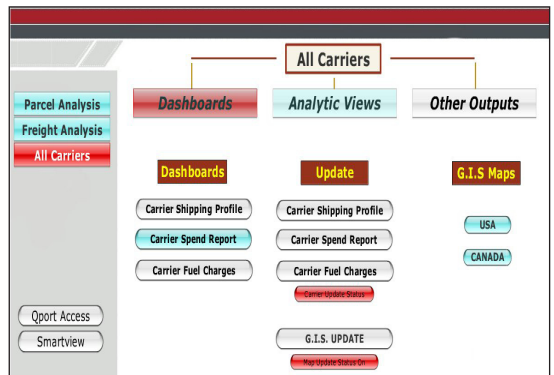 All Carriers
Dashboards
Analytic Views
Other Outputs
Parcel Analysis
Freight Analysis
All Carriers
Dashboards
Update
G.I.S Maps
Carrier Shipping Profile
Carrier Spend Report
Carrier Fuel Charges
Carrier Shipping Profile
Carrier Spend Report
Carrier Fuel Charges
Carrier Update Status
G.I.S. UPDATE
Map Update Status On
USA
CANADA
Qport Access
Smartview